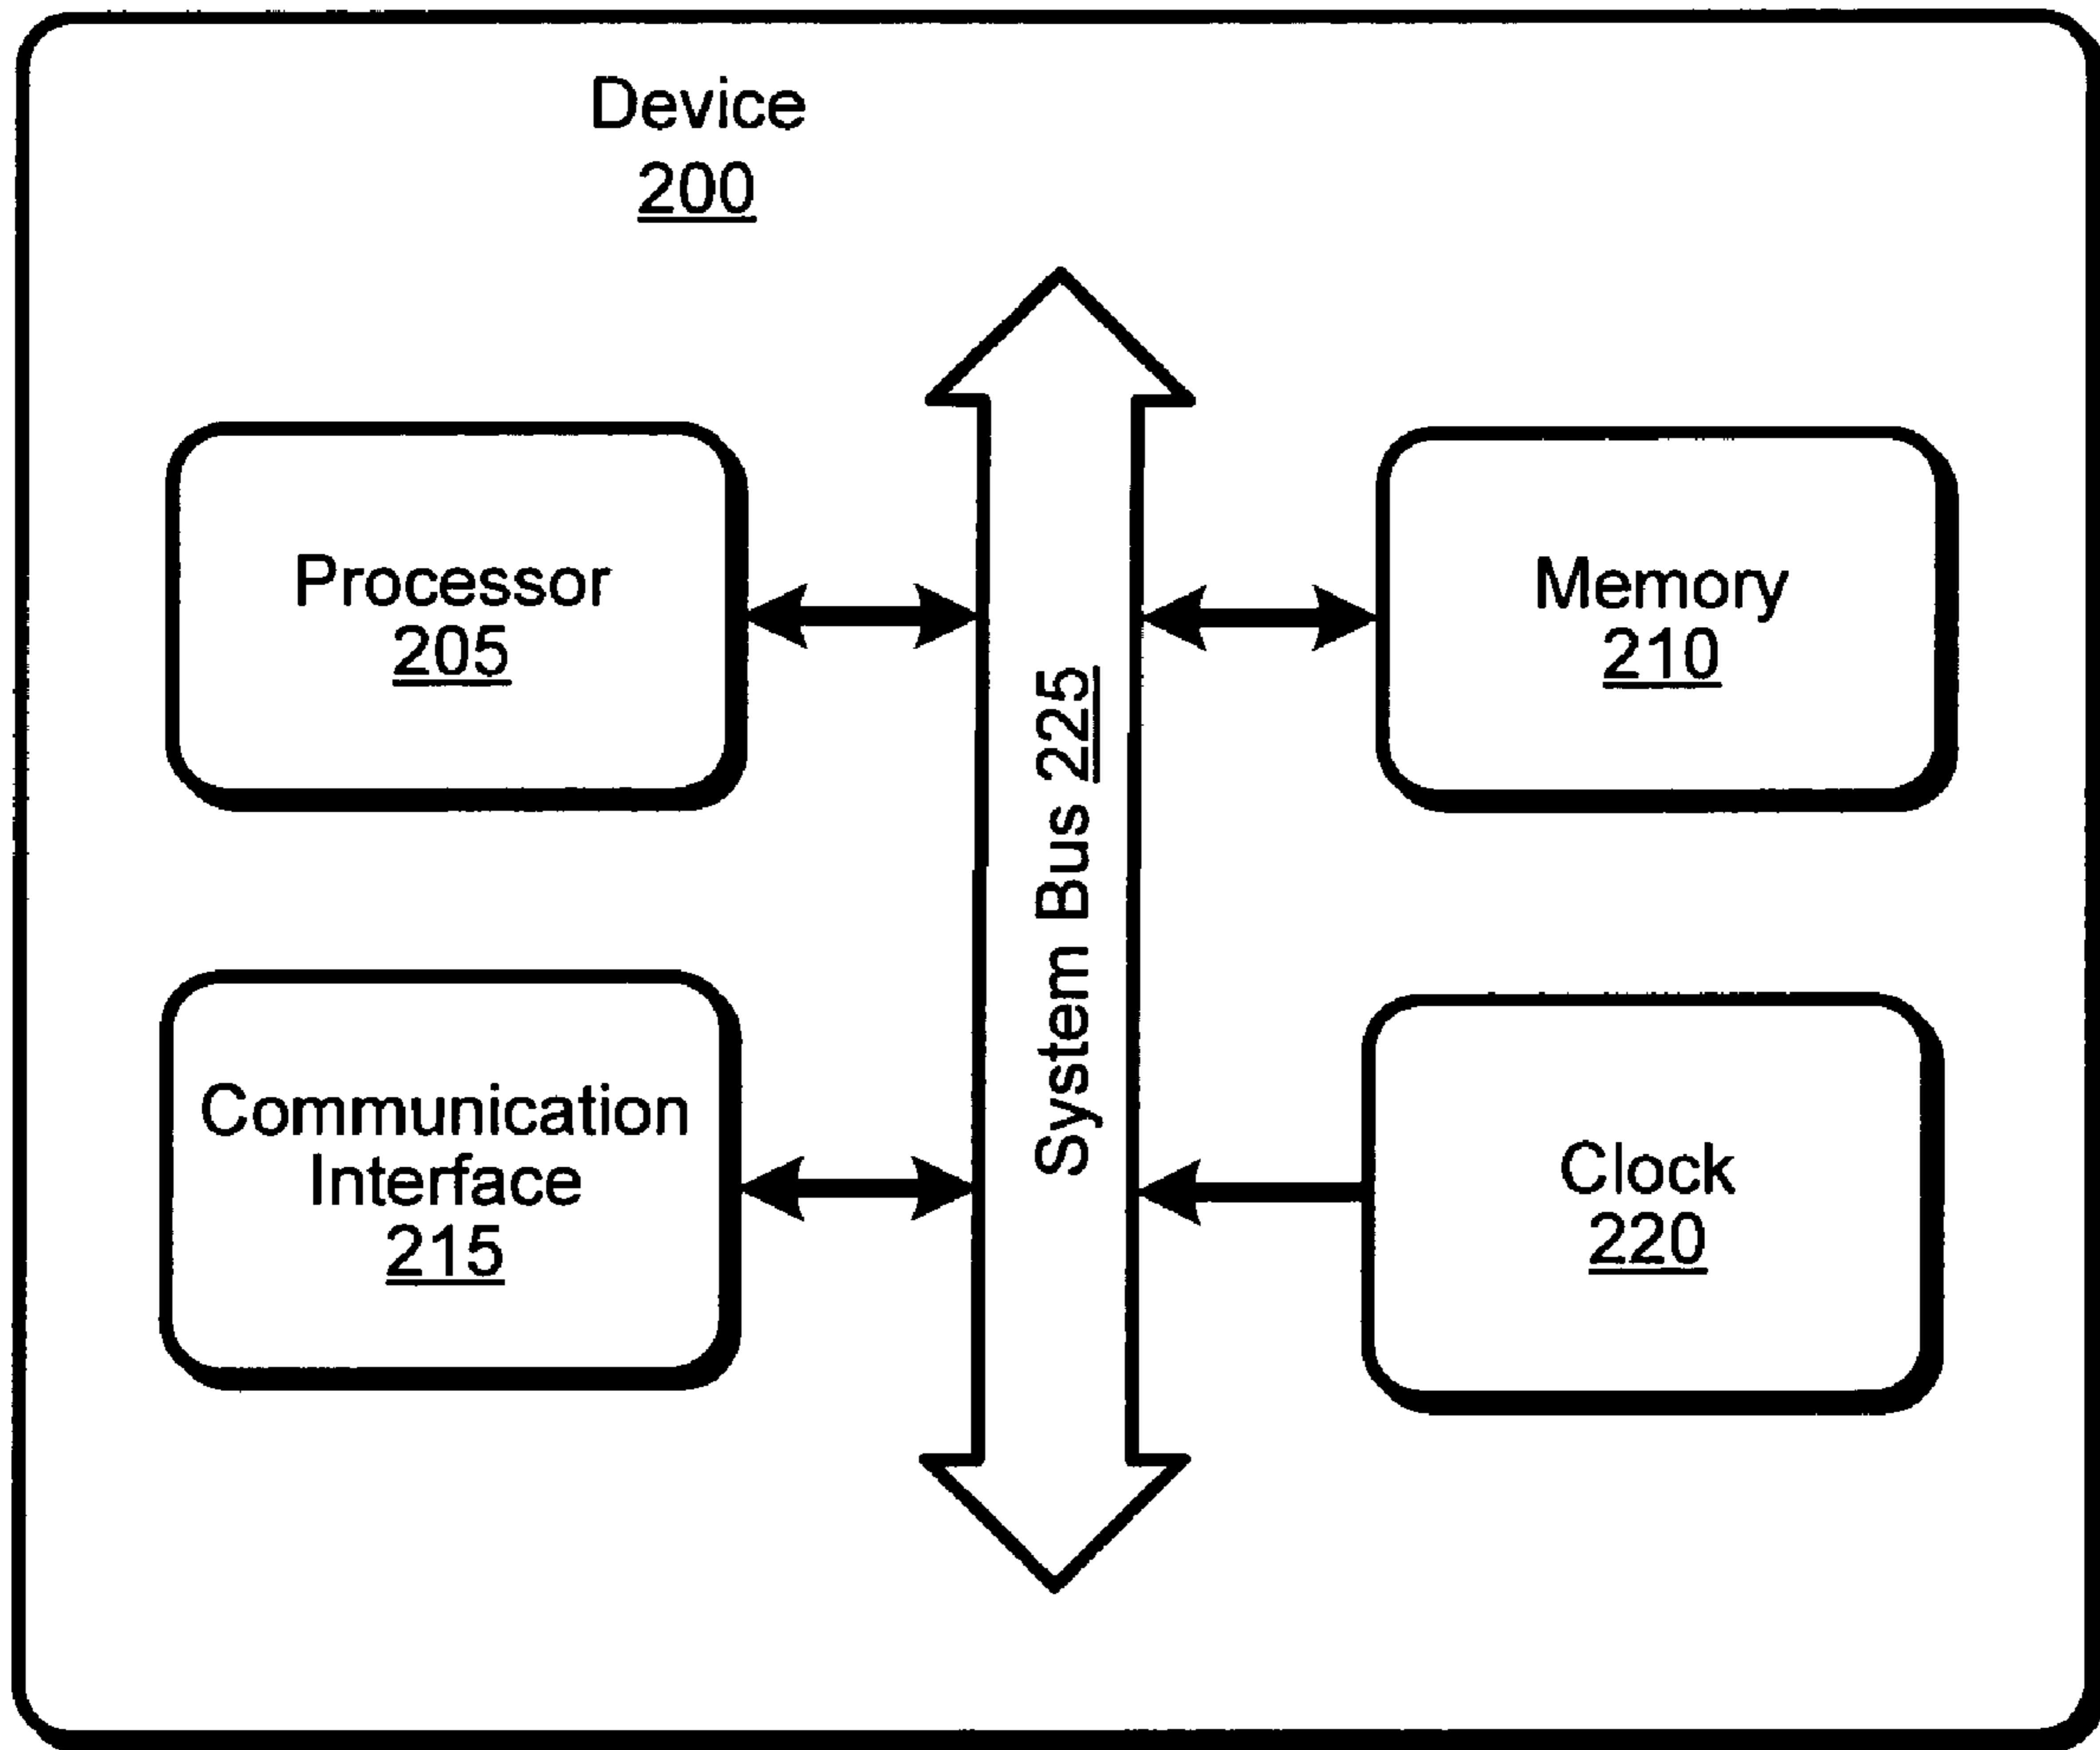 Device
200
Processor
205
Memory
210
System Bus 225
Communication
Interface
215
Clock
220